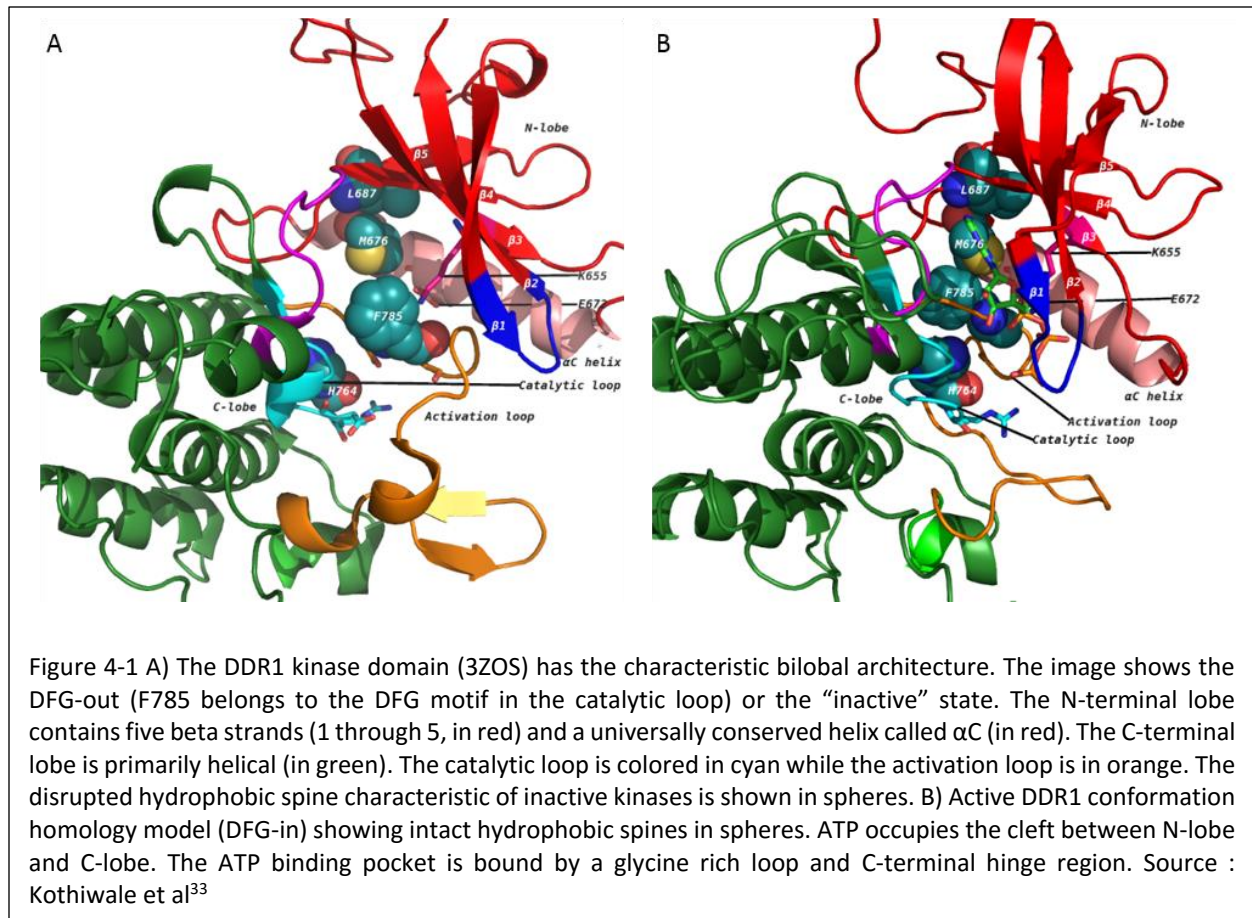 A
N-lobe
β5
L687
β4
M676
β3
K655
F785
β2
E672
β1
αC helix
Catalytic loop
H764
C-lobe
Activation loop
B
N-lobe
β5
L687
β4
M676
β3
K655
F785
β1
β2
E672
H764
αC helix
C-lobe
Activation loop
Catalytic loop
Figure 4-1 A) The DDR1 kinase domain (3ZOS) has the characteristic bilobal architecture. The image shows the
DFG-out (F785 belongs to the DFG motif in the catalytic loop) or the “inactive” state. The N-terminal lobe
contains five beta strands (1 through 5, in red) and a universally conserved helix called αC (in red). The C-terminal
lobe is primarily helical (in green). The catalytic loop is colored in cyan while the activation loop is in orange. The
disrupted hydrophobic spine characteristic of inactive kinases is shown in spheres. B) Active DDR1 conformation
homology model (DFG-in) showing intact hydrophobic spines in spheres. ATP occupies the cleft between N-lobe
and C-lobe. The ATP binding pocket is bound by a glycine rich loop and C-terminal hinge region. Source :
Kothiwale et al33